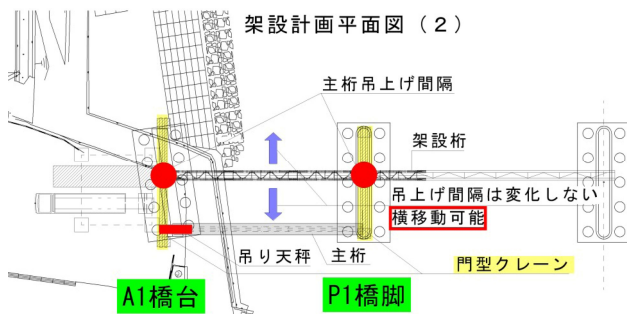 架設計画平面図（２）
主桁吊上げ間隔
架設桁
吊上げ間隔は変化しない
横移動可能
吊り天秤
主桁
門型クレーン
A1橋台
P1橋脚